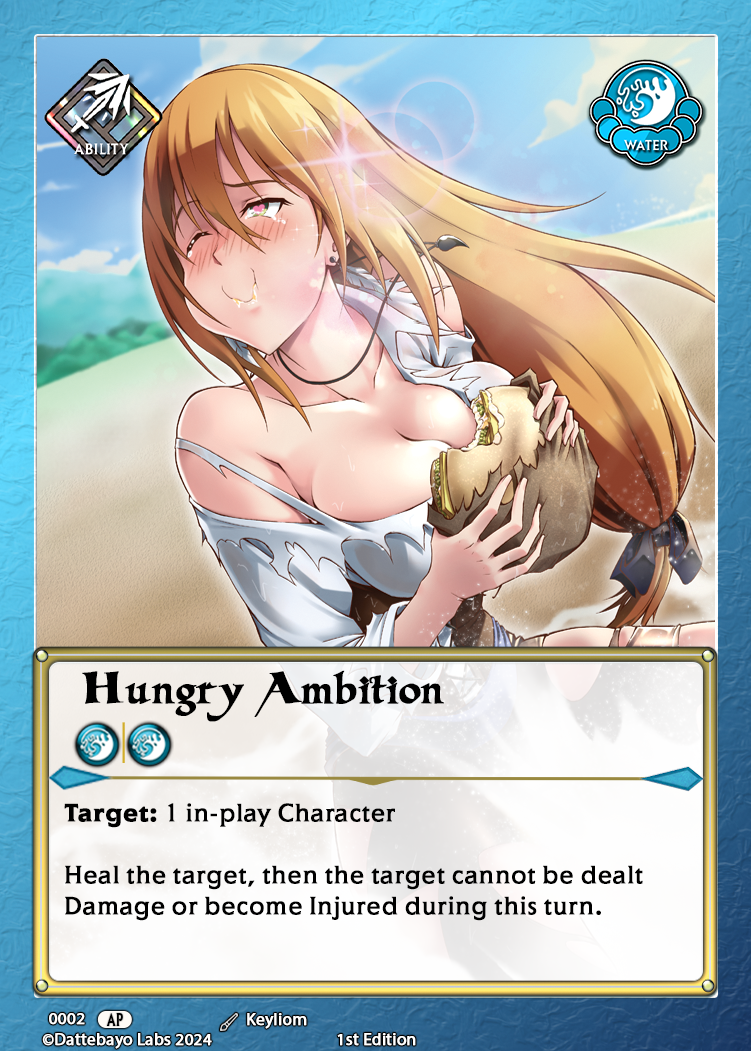 ABILITY
WATER
Hungry Ambition
Target: 1 in-play Character
Heal the target, then the target cannot be dealt
Damage or become Injured during this turn.
0002 AP Keyliom
©Dattebayo Labs 2024 1st Edition